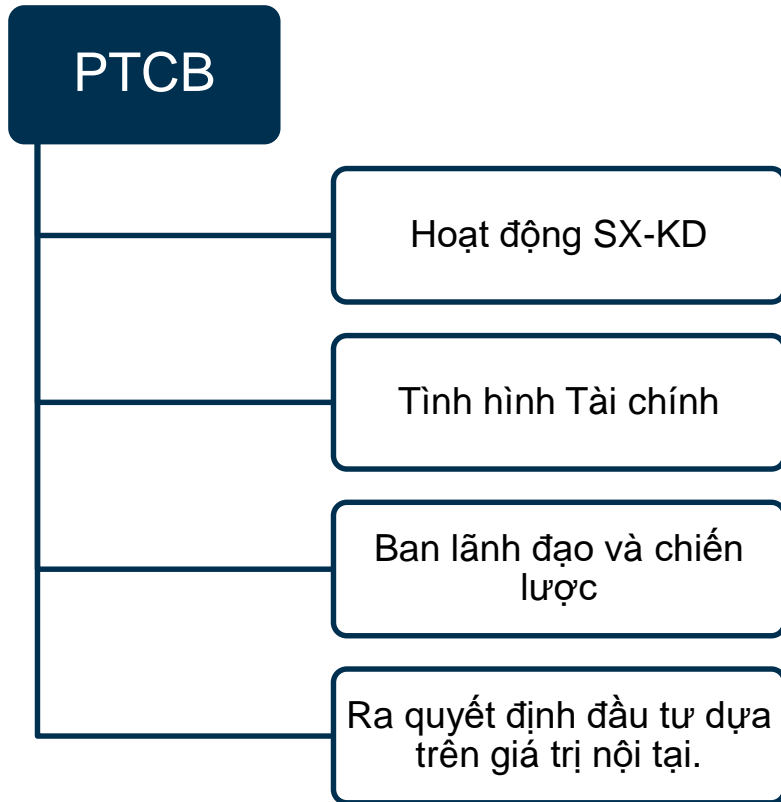 PTCB
Hoạt động SX-KD
Tình hình Tài chính
Ban lãnh đạo và chiến
lược
Ra quyết định đầu tư dựa
trên giá trị nội tại.